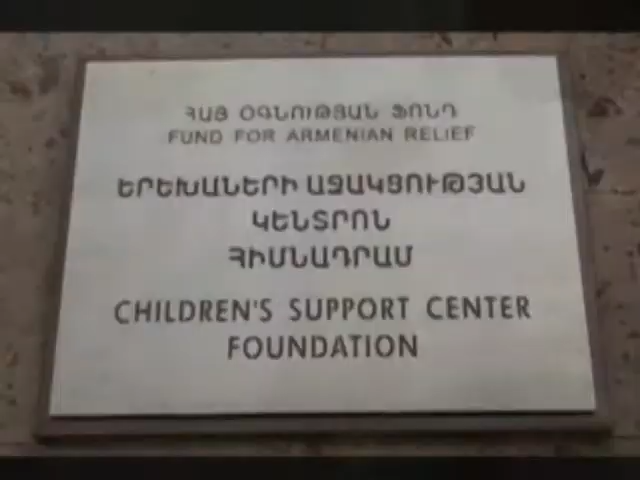 ՀԱՅ ՕԳՆՈՒԹՅԱՆ ՖՈՆԴ
FUND FOR ARMENIAN RELIEF
ԵՐԵԽԱՆԵՐԻ ԱՋԱԿՑՈՒԹՅԱՆ
ԿԵՆՏՐՈՆ
ՀԻՄՆԱԴՐԱՄ
CHILDREN'S SUPPORT CENTER
FOUNDATION